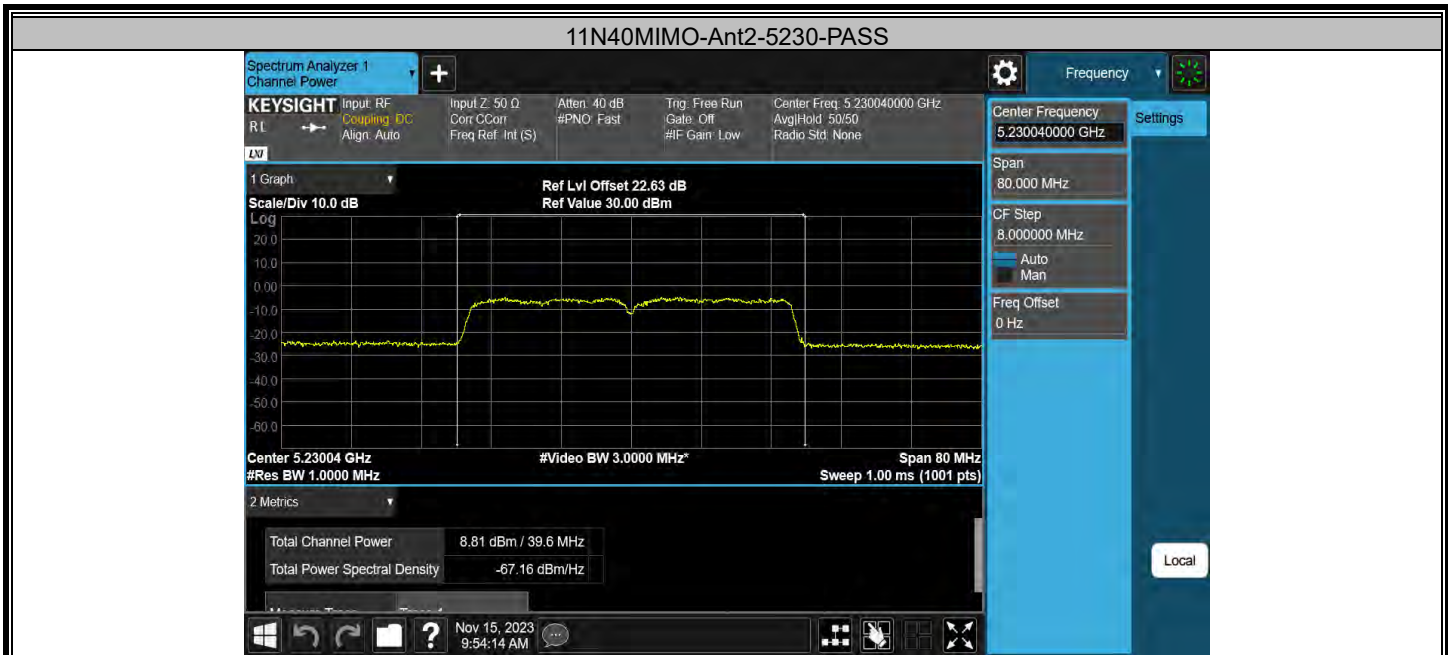 11N40MIMO-Ant2-5230-PASS
Spectrum Analyzer 1
Channel Power
Frequency
KEYSIGHT
RL
LXI
Input: RF
Coupling: DC
Align: Auto
Input Z: 50 Ω
Corr CCorr
Freq Ref: Int (S)
Atten: 40 dB
#PNO: Fast
Trig: Free Run
Gate: Off
#IF Gain: Low
Center Freq: 5.230040000 GHz
Avg|Hold: 50/50
Radio Std: None
Center Frequency
5.230040000 GHz
Settings
Span
80.000 MHz
CF Step
8.000000 MHz
Auto
Man
Freq Offset
0 Hz
Local
1 Graph
Scale/Div 10.0 dB
Ref Lvl Offset 22.63 dB
Ref Value 30.00 dBm
Log
20.0
10.0
0.00
-10.0
-20.0
-30.0
-40.0
-50.0
-60.0
Center 5.23004 GHz
#Video BW 3.0000 MHz*
Span 80 MHz
#Res BW 1.0000 MHz
Sweep 1.00 ms (1001 pts)
2 Metrics
Total Channel Power 8.81 dBm / 39.6 MHz
Total Power Spectral Density -67.16 dBm/Hz
Nov 15, 2023
9:54:14 AM